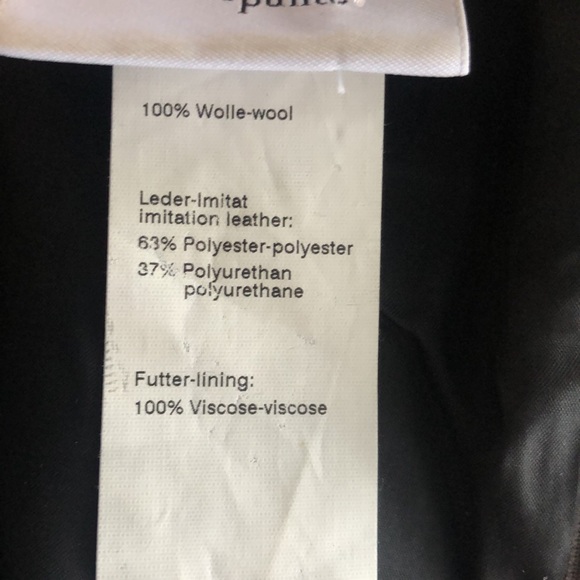 100% Wolle-wool
Leder-Imitat
imitation leather:
63% Polyester-polyester
37% Polyurethan
polyurethane
Futter-lining:
100% Viscose-viscose